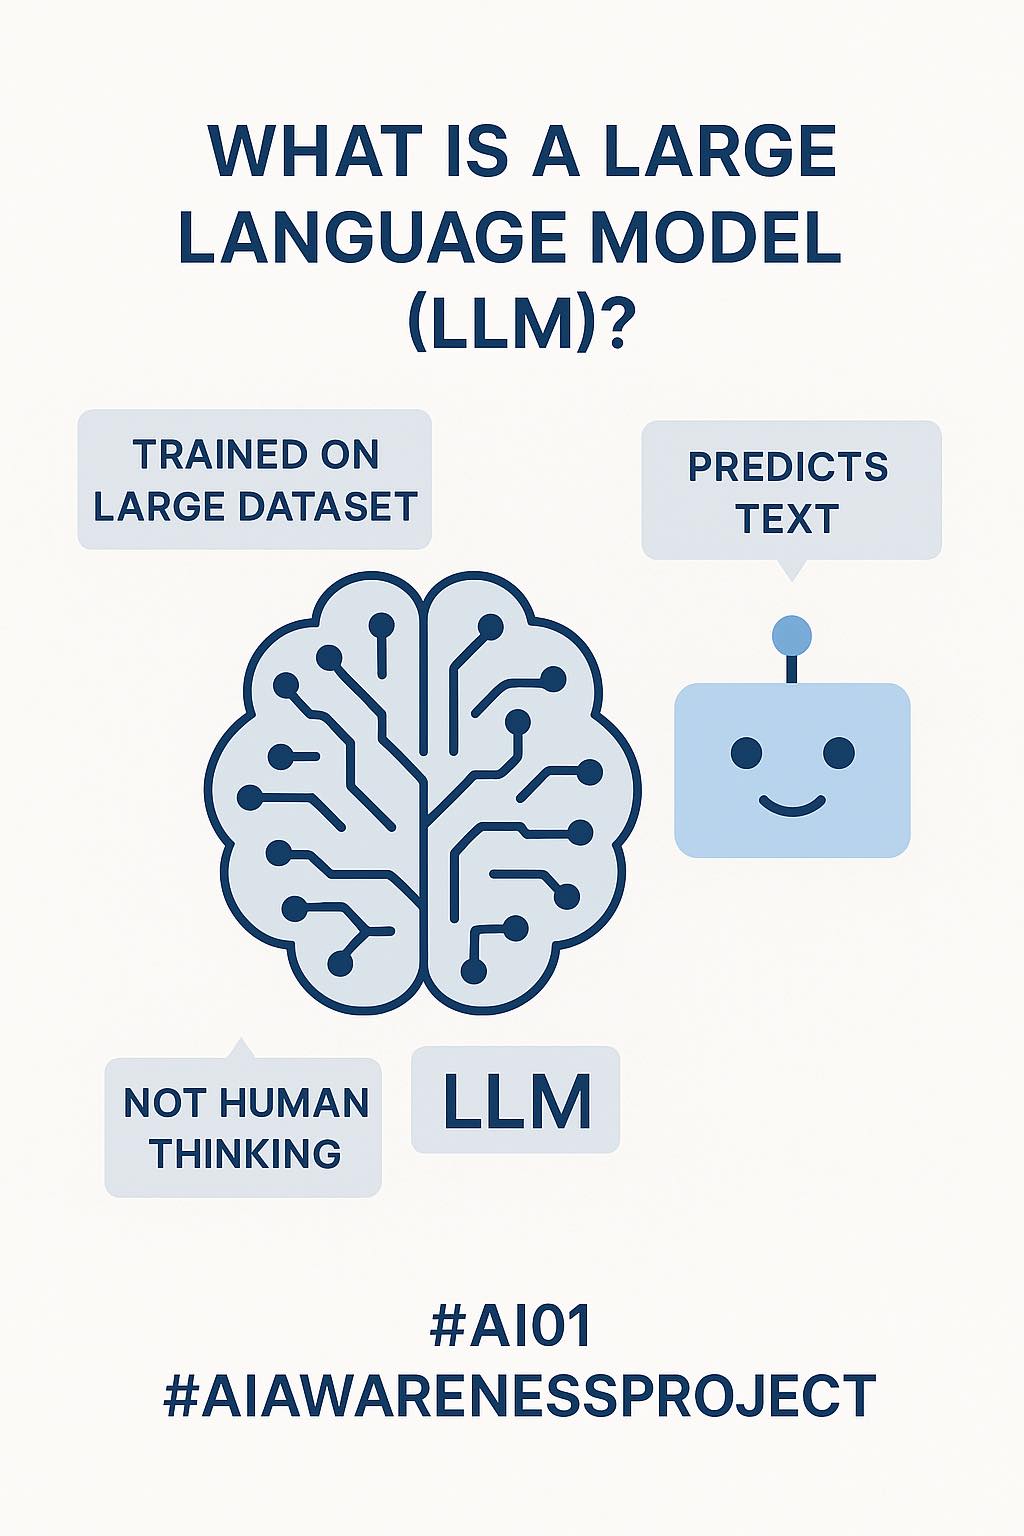 WHAT IS A LARGE
LANGUAGE MODEL
(LLM)?
TRAINED ON
LARGE DATASET
PREDICTS
TEXT
NOT HUMAN
THINKING
LLM
#AI01
#AIAWARENESSPROJECT